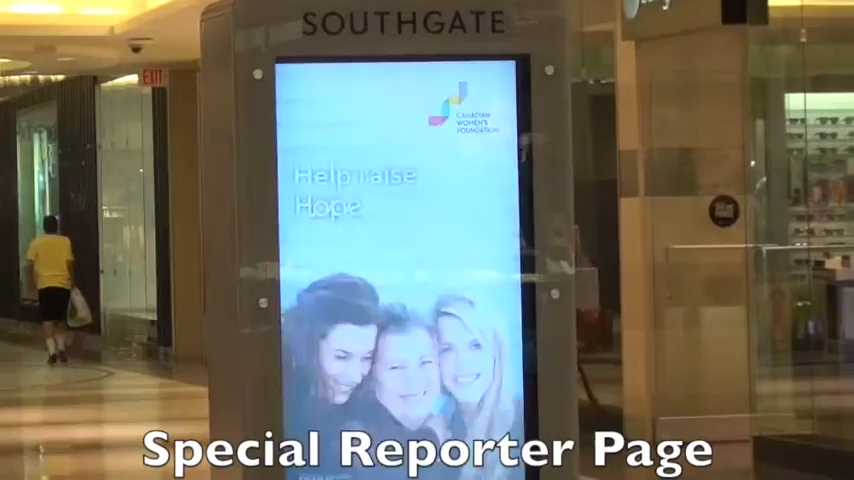 SOUTHGATE
EXIT
CANADIAN
WOMEN'S
FOUNDATION
Help raise
Hope
Special Reporter Page